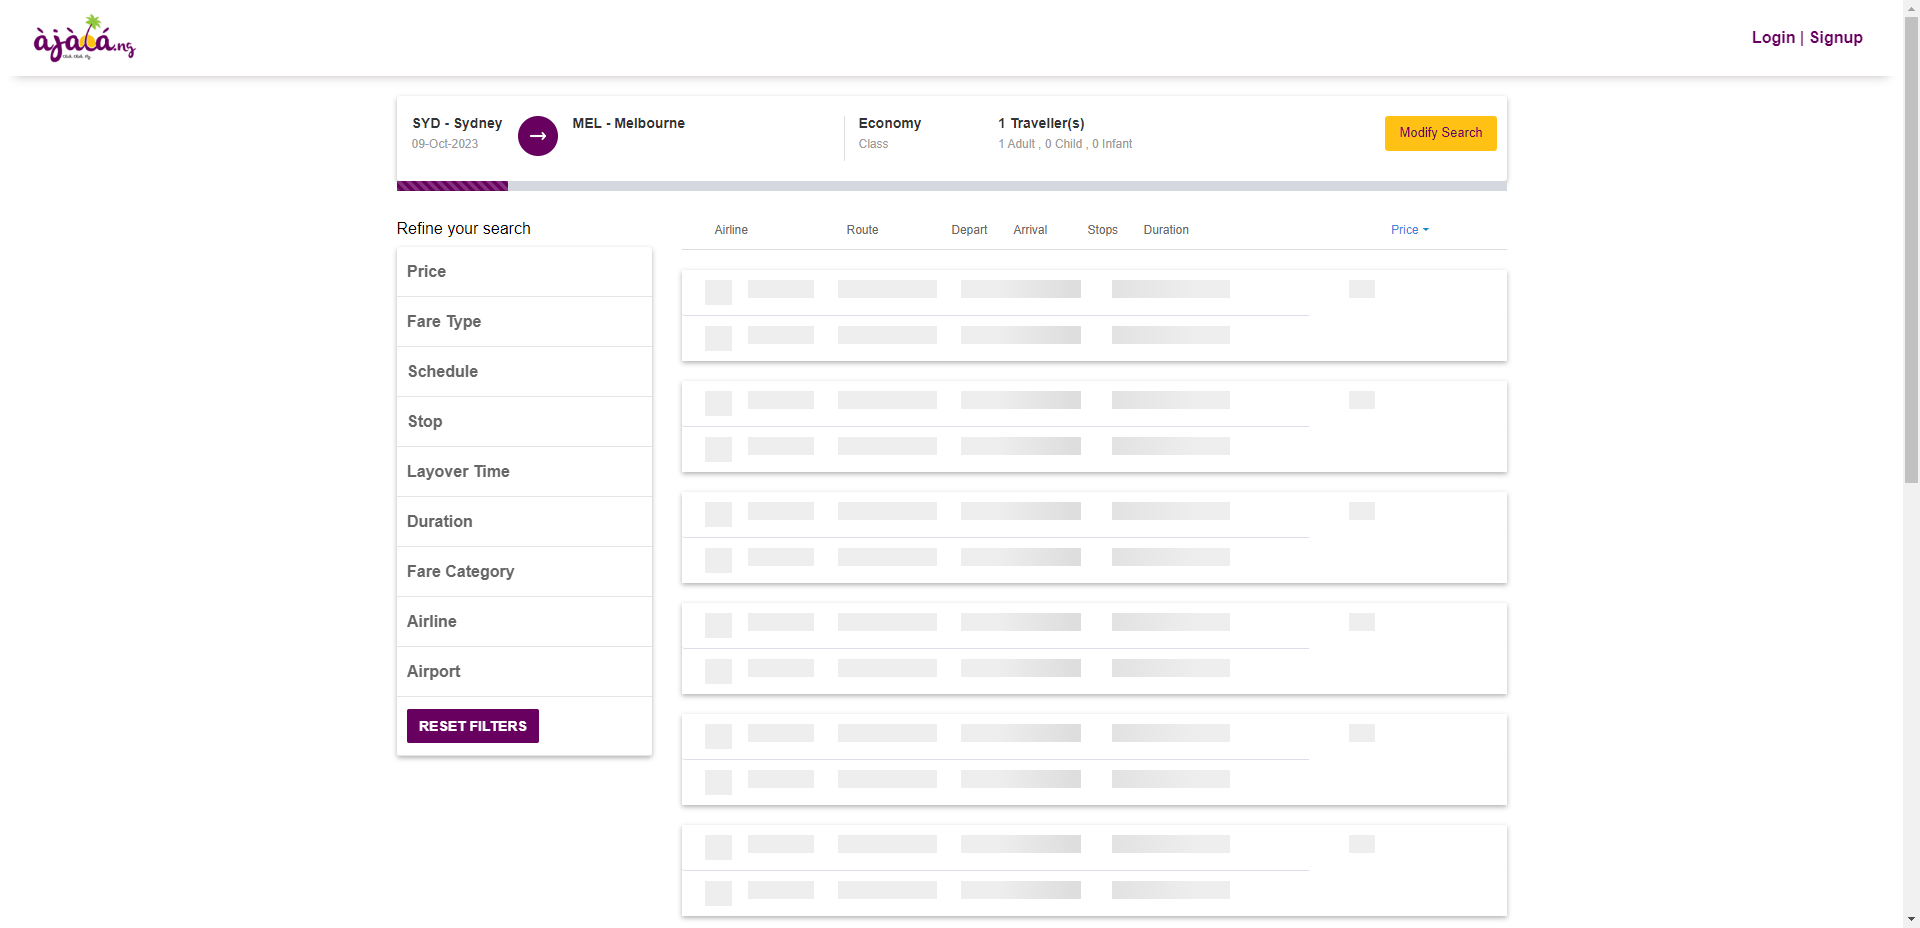 àjàlá.ng
Login | Signup
SYD - Sydney
09-Oct-2023
MEL - Melbourne
Economy
Class
1 Traveller(s)
1 Adult , 0 Child , 0 Infant
Modify Search
Refine your search
Price
Fare Type
Schedule
Stop
Layover Time
Duration
Fare Category
Airline
Airport
RESET FILTERS
Airline Route Depart Arrival Stops Duration Price